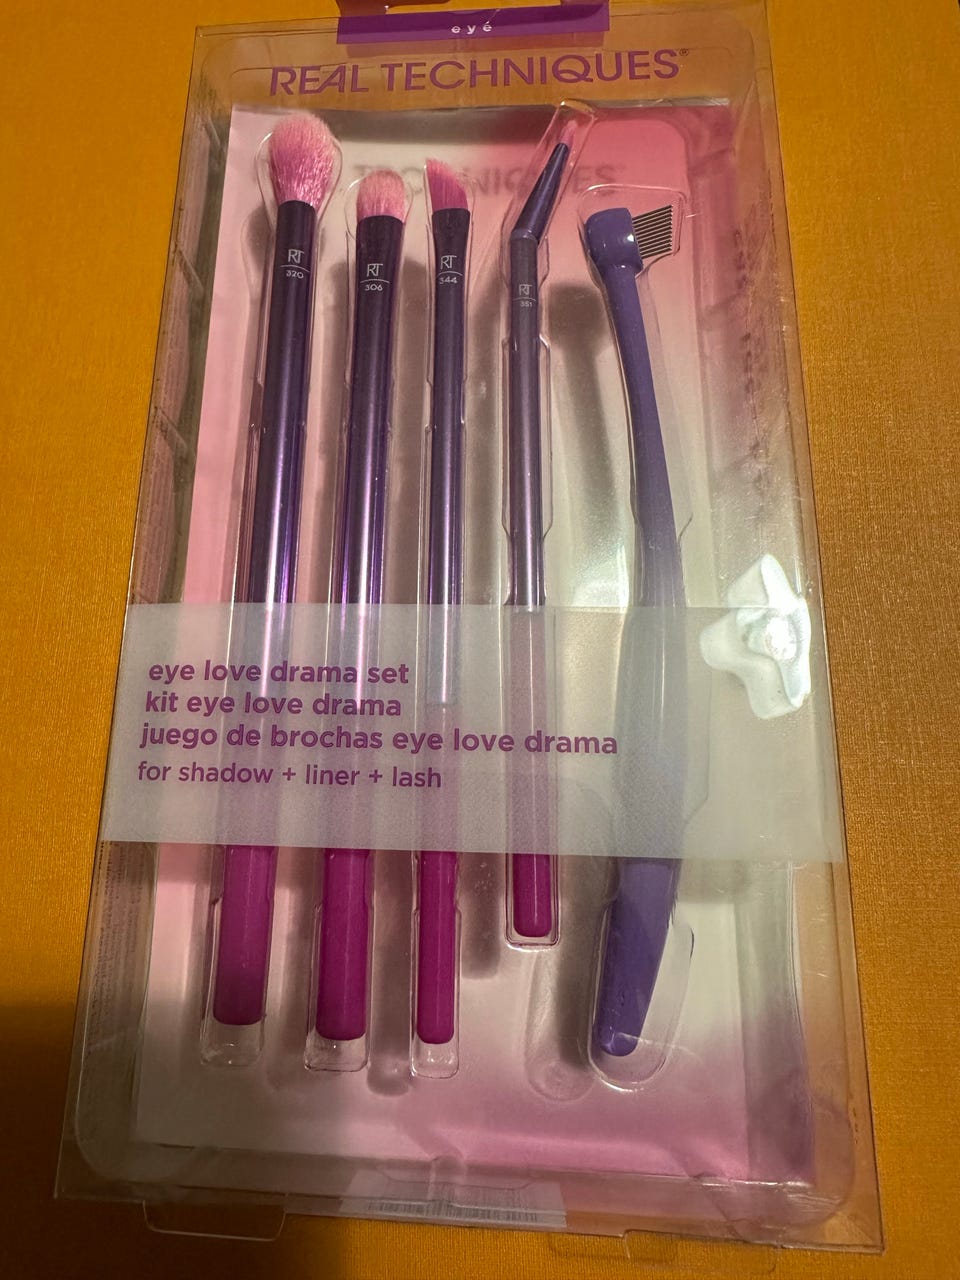 eye
REAL TECHNIQUES®
RT
320
RT
306
RT
344
RT
351
eye love drama set
kit eye love drama
juego de brochas eye love drama
for shadow + liner + lash